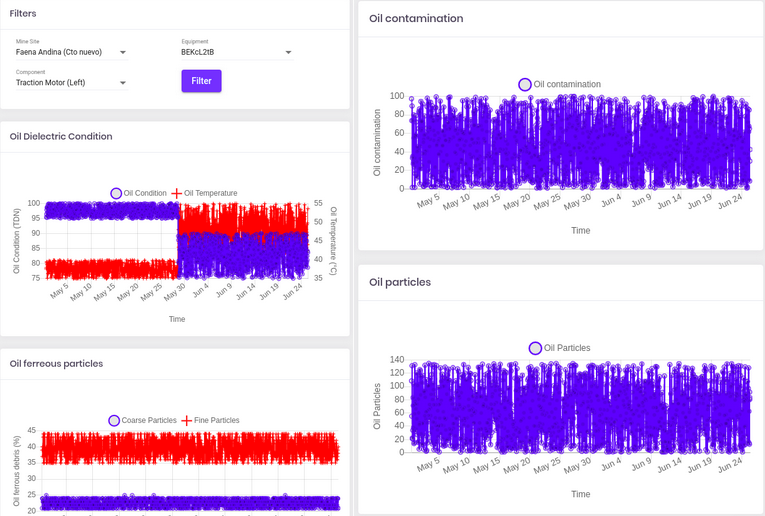 Filters
Mine Site
Faena Andina (Cto nuevo)
Equipment
BEKcL2tB
Component
Traction Motor (Left)
Filter
Oil Dielectric Condition
Oil Condition
Oil Temperature
Oil Condition (TDN)
100
95
90
85
80
75
Oil Temperature (°C)
55
50
45
40
35
May 5
May 10
May 15
May 20
May 25
May 30
Jun 4
Jun 9
Jun 14
Jun 19
Jun 24
Time
Oil ferreous particles
Coarse Particles
Fine Particles
Oil ferrous debris (%)
45
40
35
30
25
20
Oil contamination
Oil contamination
Oil contamination
100
80
60
40
20
0
May 5
May 10
May 15
May 20
May 25
May 30
Jun 4
Jun 9
Jun 14
Jun 19
Jun 24
Time
Oil particles
Oil Particles
Oil Particles
140
120
100
80
60
40
20
0
May 5
May 10
May 15
May 20
May 25
May 30
Jun 4
Jun 9
Jun 14
Jun 19
Jun 24
Time